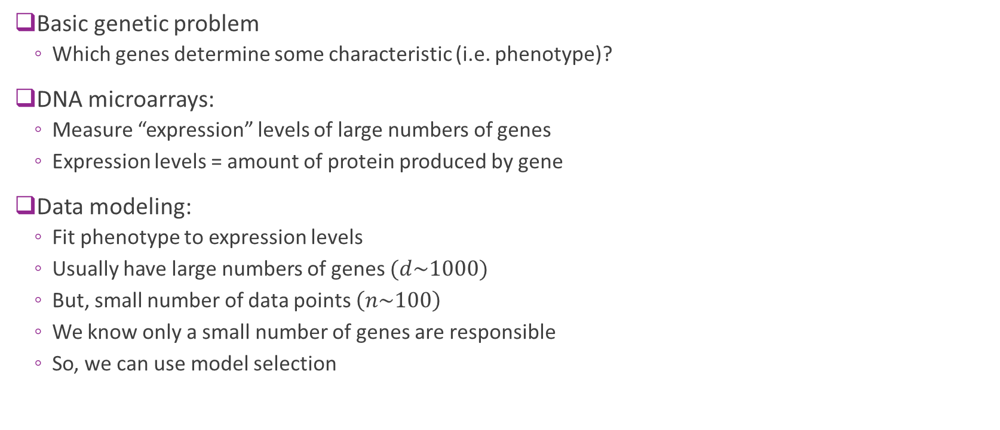 ❑Basic genetic problem
◦ Which genes determine some characteristic (i.e. phenotype)?
❑DNA microarrays:
◦ Measure “expression” levels of large numbers of genes
◦ Expression levels = amount of protein produced by gene
❑Data modeling:
◦ Fit phenotype to expression levels
◦ Usually have large numbers of genes (𝑑~1000)
◦ But, small number of data points (𝑛~100)
◦ We know only a small number of genes are responsible
◦ So, we can use model selection